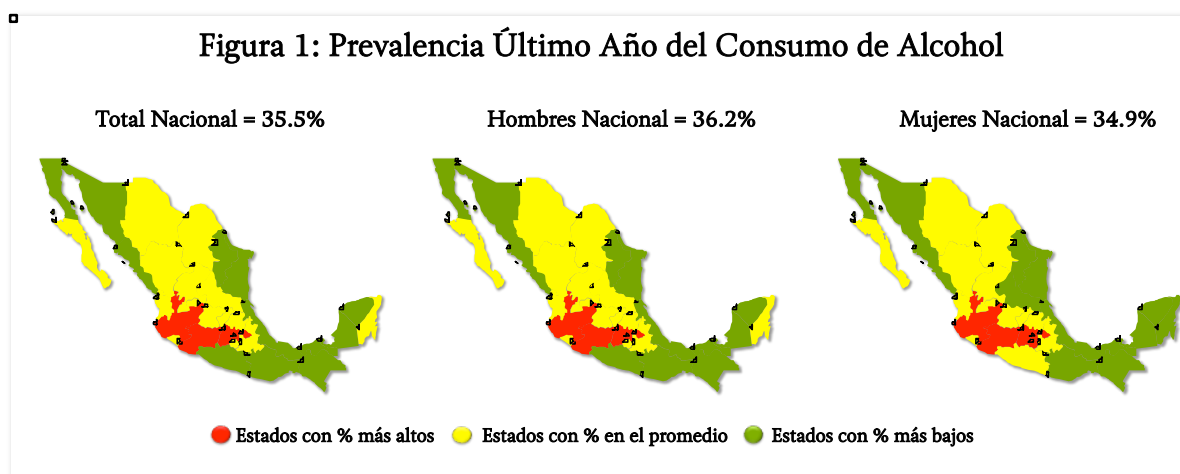 Figura 1: Prevalencia Último Año del Consumo de Alcohol
Total Nacional = 35.5%
Hombres Nacional = 36.2%
Mujeres Nacional = 34.9%
Estados con % más altos
Estados con % en el promedio
Estados con % más bajos